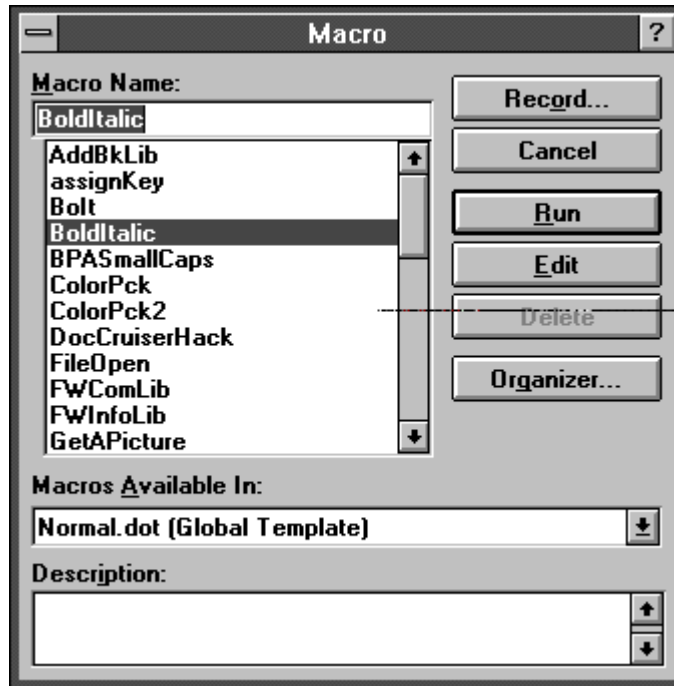 Macro ?
Macro Name:
BoldItalic
AddBkLib
assignKey
Bolt
BoldItalic
BPASmallCaps
ColorPck
ColorPck2
DocCruiserHack
FileOpen
FWComLib
FWInfoLib
GetAPicture
Record...
Cancel
Run
Edit
Delete
Organizer...
Macros Available In:
Normal.dot (Global Template)
Description: